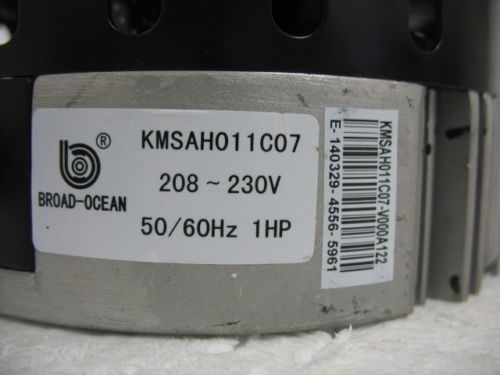 ®
BROAD-OCEAN
KMSAH011C07
208 ~ 230V
50/60Hz 1HP
KMSAH011C07-V000A122
E- 140329- 4556- 5961